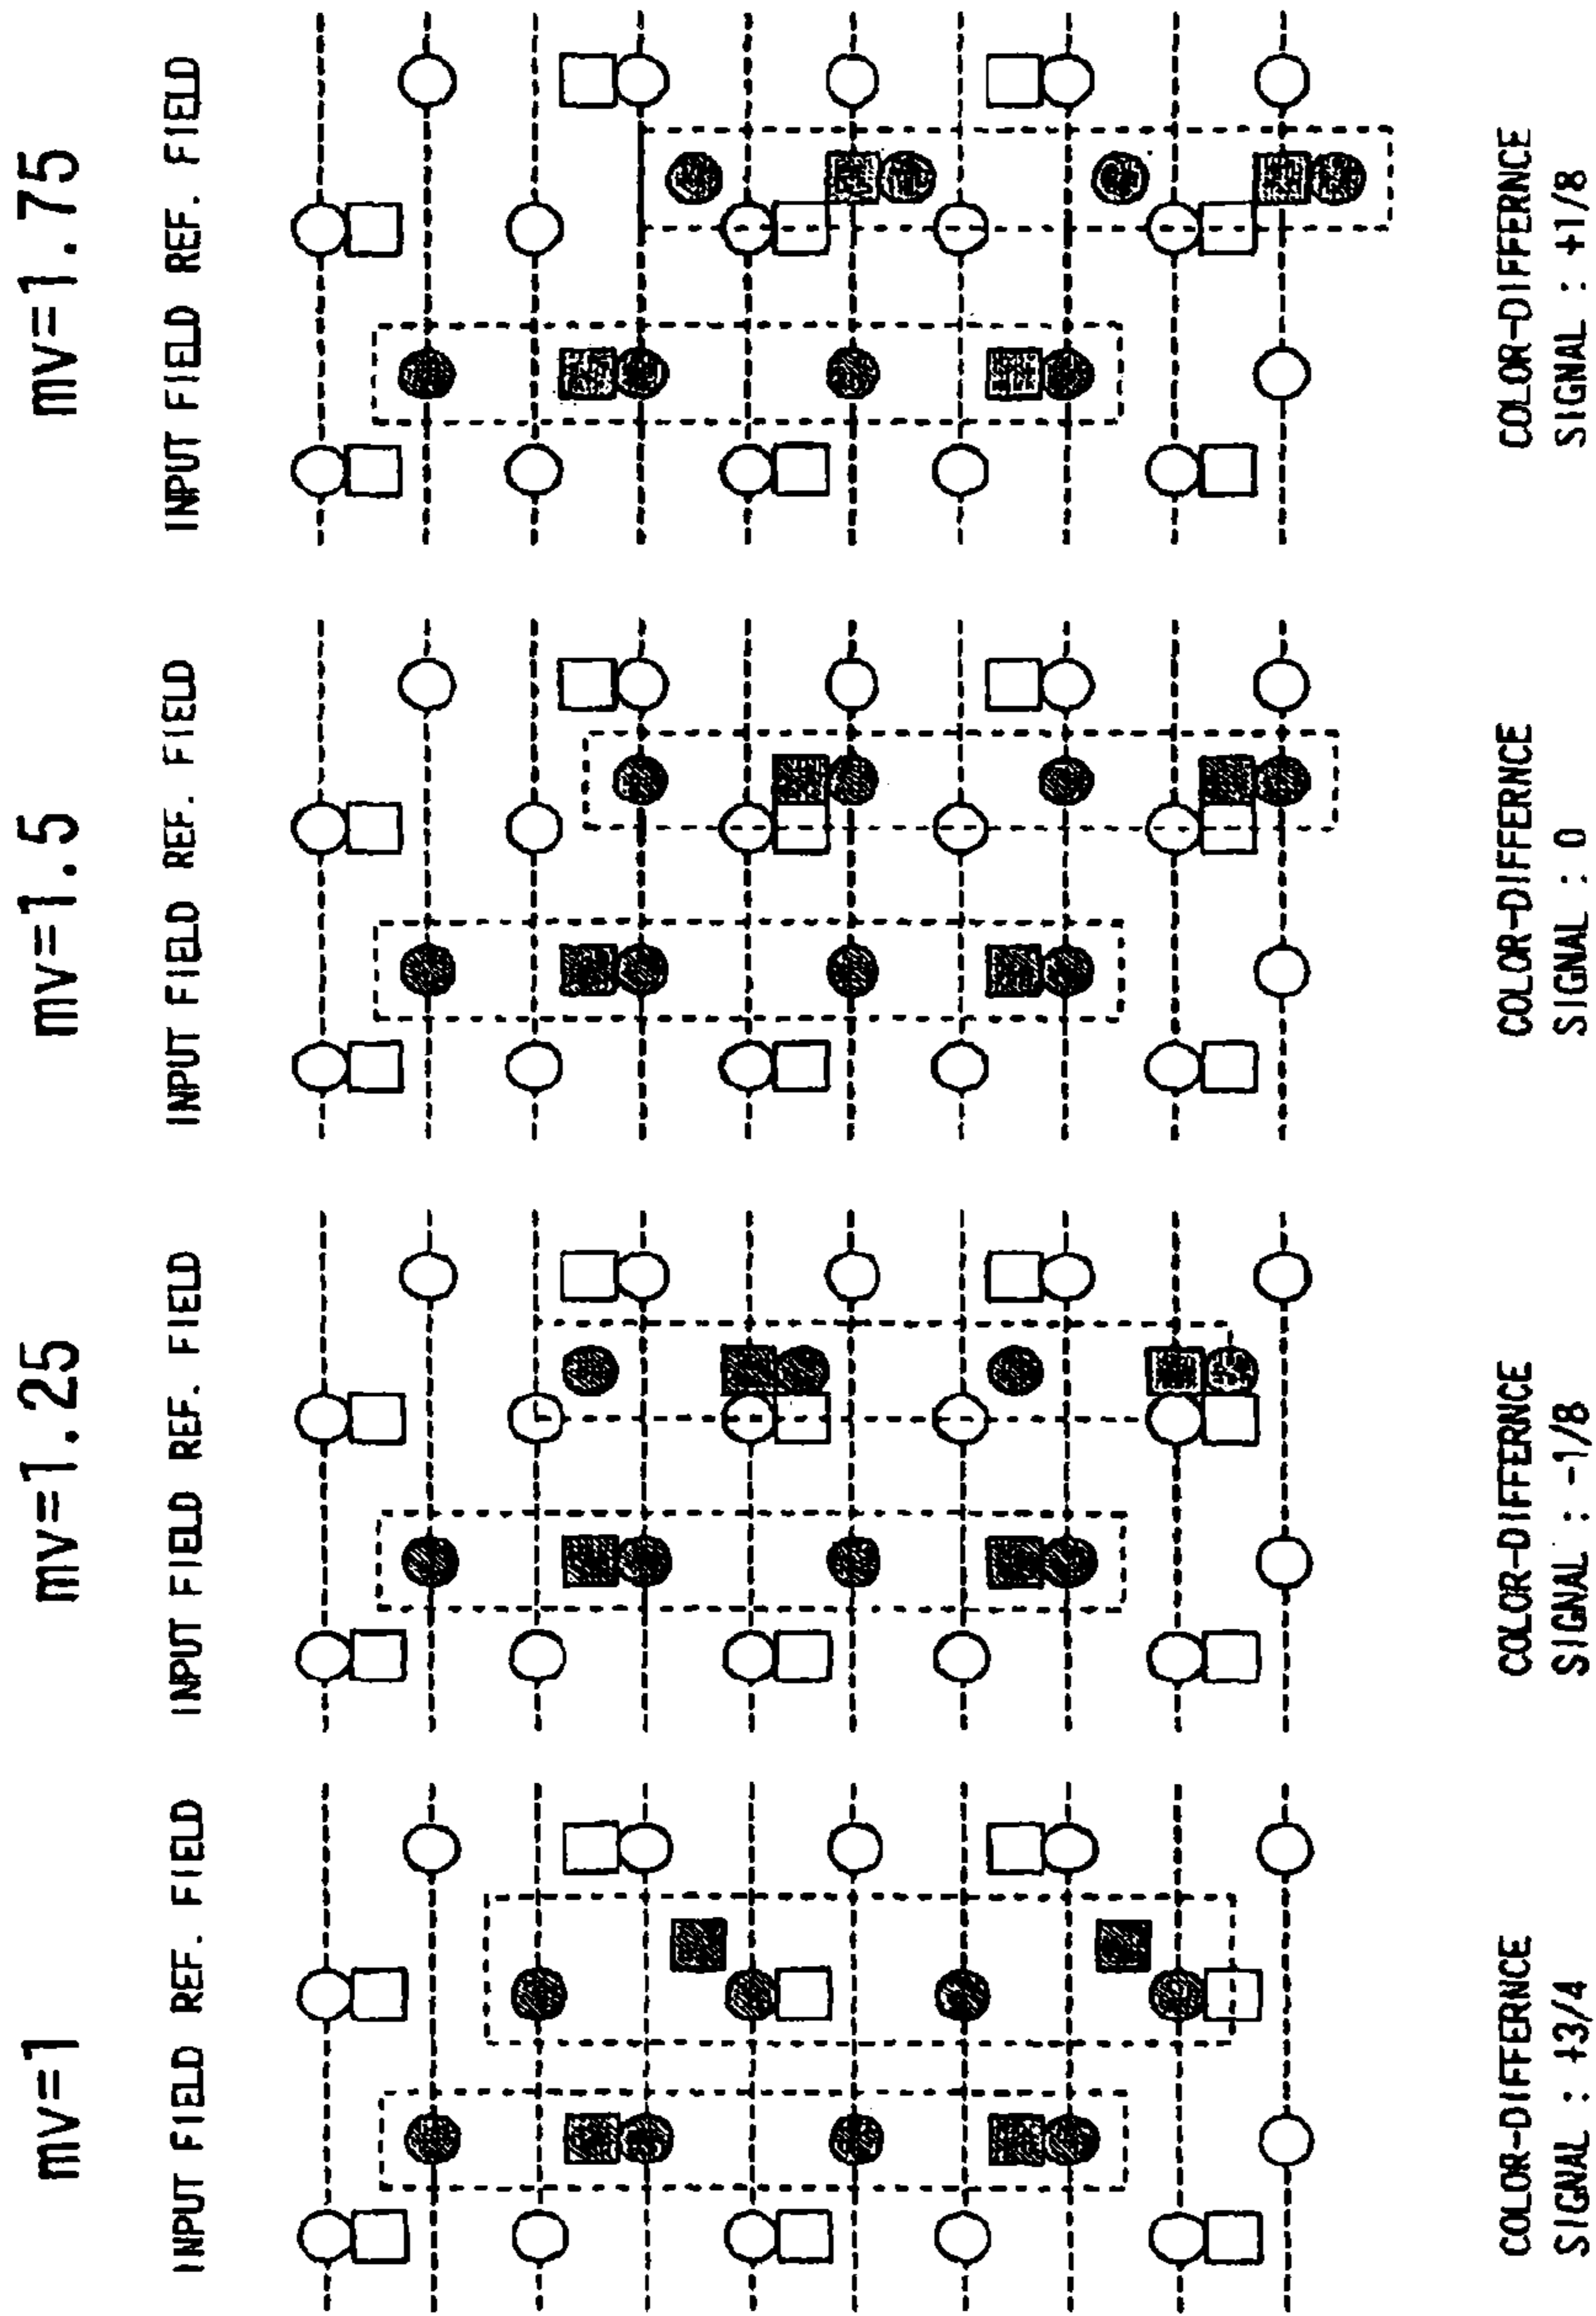 mv=1
INPUT FIELD REF. FIELD
COLOR-DIFFERNCE
SIGNAL : +3/4
mv=1.25
INPUT FIELD REF. FIELD
COLOR-DIFFERNCE
SIGNAL : -1/8
mv=1.5
INPUT FIELD REF. FIELD
COLOR-DIFFERNCE
SIGNAL : 0
mv=1.75
INPUT FIELD REF. FIELD
COLOR-DIFFERNCE
SIGNAL : +1/8